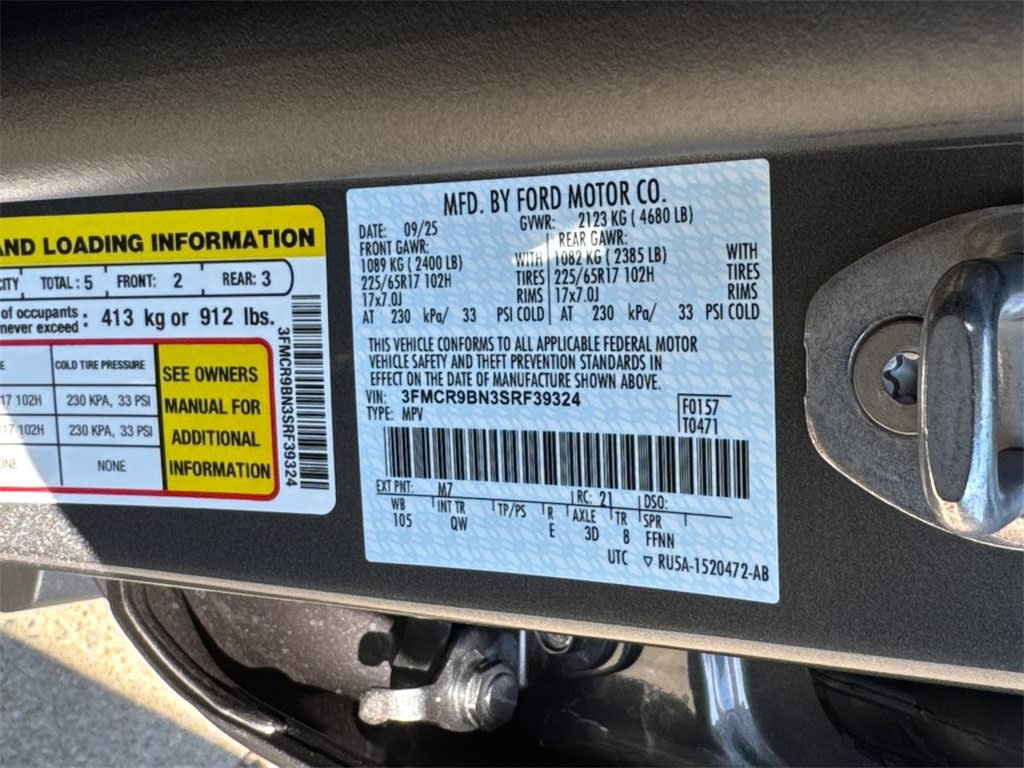 AND LOADING INFORMATION
TOTAL: 5 FRONT: 2 REAR: 3
of occupants
never exceed : 413 kg or 912 lbs.
COLD TIRE PRESSURE
17 102H 230 KPA, 33 PSI
17 102H 230 KPA, 33 PSI
NONE
SEE OWNERS
MANUAL FOR
ADDITIONAL
INFORMATION
3FMCR9BN3SRF39324
MFD. BY FORD MOTOR CO.
DATE: 09/25 GVWR: 2123 KG ( 4680 LB)
FRONT GAWR: REAR GAWR:
1089 KG ( 2400 LB) WITH 1082 KG ( 2385 LB) WITH
225/65R17 102H TIRES 225/65R17 102H TIRES
17x7.0J RIMS 17x7.0J RIMS
AT 230 kPa/ 33 PSI COLD AT 230 kPa/ 33 PSI COLD
THIS VEHICLE CONFORMS TO ALL APPLICABLE FEDERAL MOTOR
VEHICLE SAFETY AND THEFT PREVENTION STANDARDS IN
EFFECT ON THE DATE OF MANUFACTURE SHOWN ABOVE.
VIN: 3FMCR9BN3SRF39324
TYPE: MPV
F0157
T0471
EXT PNT: M7 RC: 21 DSO:
WB INT TR TP/PS R AXLE TR SPR
105 QW E 3D 8 FFNN
UTC ▽ RU5A-1520472-AB